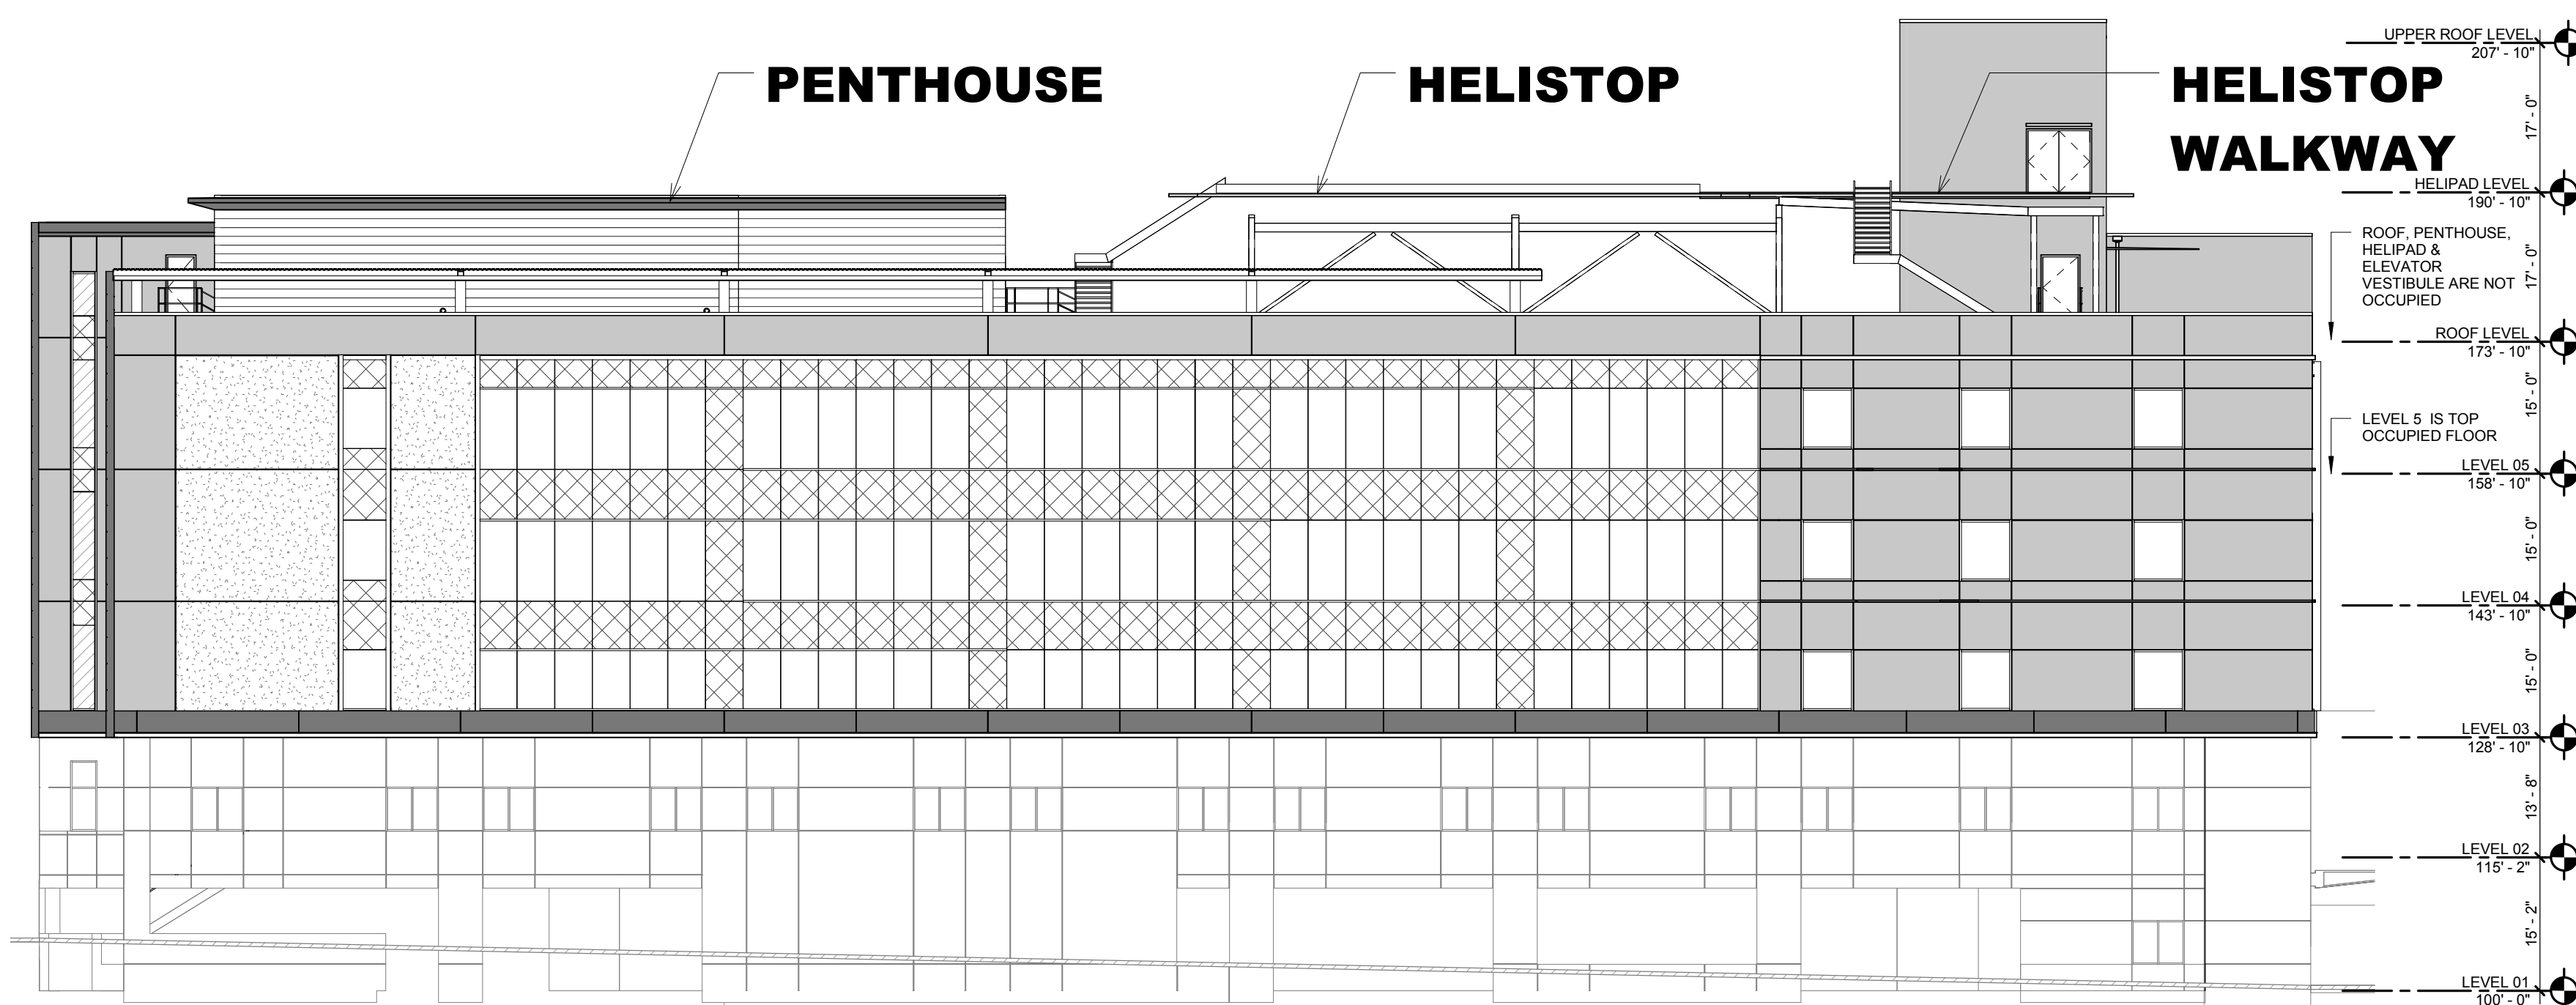 PENTHOUSE
HELISTOP
HELISTOP
WALKWAY
UPPER ROOF LEVEL
207' - 10"
17' - 0"
HELIPAD LEVEL
190' - 10"
ROOF, PENTHOUSE,
HELIPAD &
ELEVATOR
VESTIBULE ARE NOT
OCCUPIED
17' - 0"
ROOF LEVEL
173' - 10"
15' - 0"
LEVEL 5 IS TOP
OCCUPIED FLOOR
LEVEL 05
158' - 10"
15' - 0"
LEVEL 04
143' - 10"
15' - 0"
LEVEL 03
128' - 10"
13' - 8"
LEVEL 02
115' - 2"
15' - 2"
LEVEL 01
100' - 0"